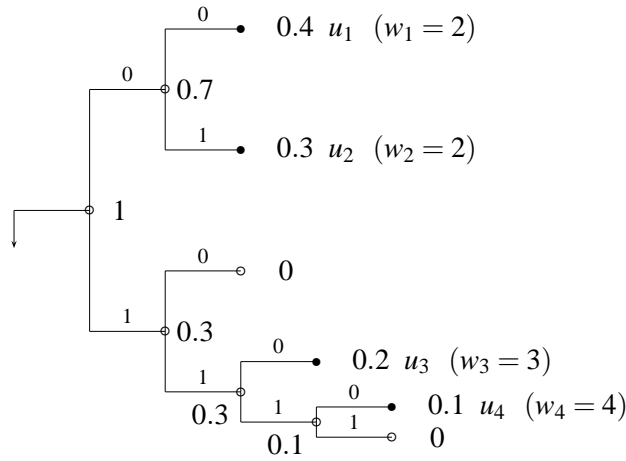 0 0.4 u₁ (w₁ = 2)
0 0.7
1 0.3 u₂ (w₂ = 2)
1
0 0
1 0.3
0 0.2 u₃ (w₃ = 3)
1 0.3
0 0.1 u₄ (w₄ = 4)
1 0.1
1 0